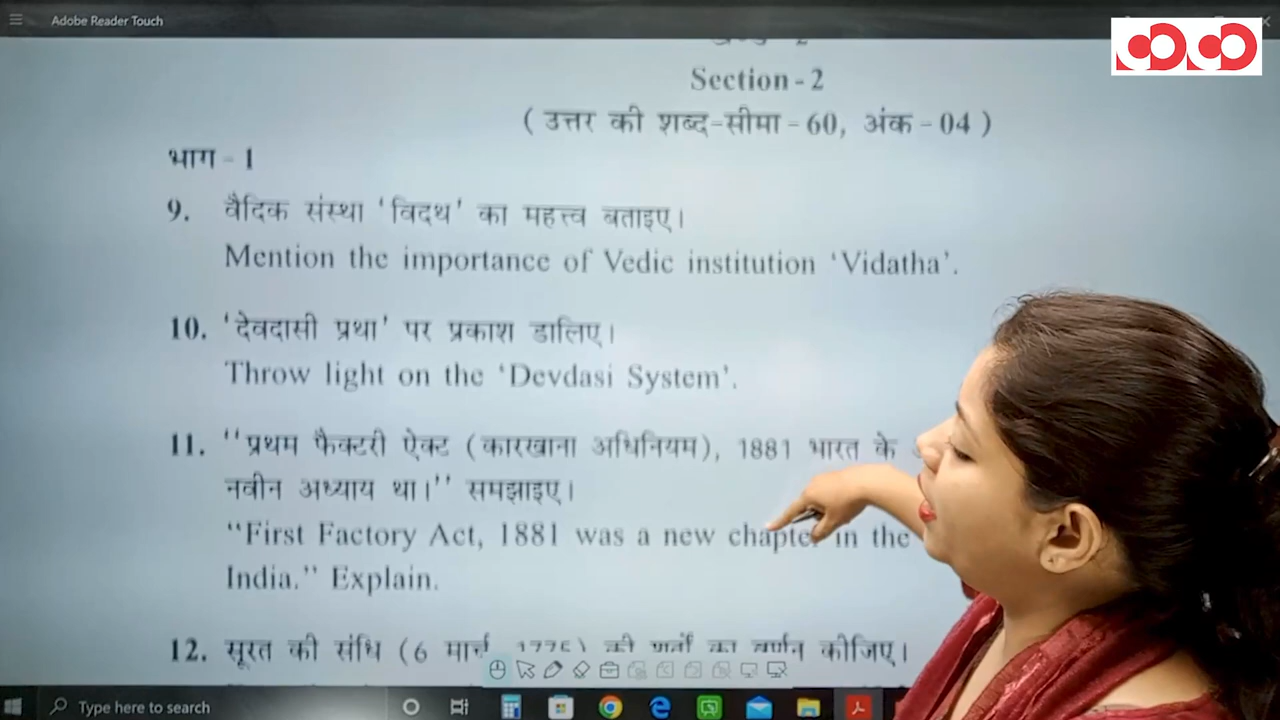 Adobe Reader Touch
Section - 2
( उत्तर की शब्द-सीमा - 60, अंक - 04 )
भाग - 1
9. वैदिक संस्था 'विदथ' का महत्त्व बताइए।
Mention the importance of Vedic institution 'Vidatha'.
10. 'देवदासी प्रथा' पर प्रकाश डालिए।
Throw light on the 'Devdasi System'.
11. "प्रथम फैक्टरी ऐक्ट (कारखाना अधिनियम), 1881 भारत के
नवीन अध्याय था।" समझाइए।
"First Factory Act, 1881 was a new chapter in the
India." Explain.
12. सूरत की संधि (6 मार्च, 1775) की शर्तों का वर्णन कीजिए।
Type here to search